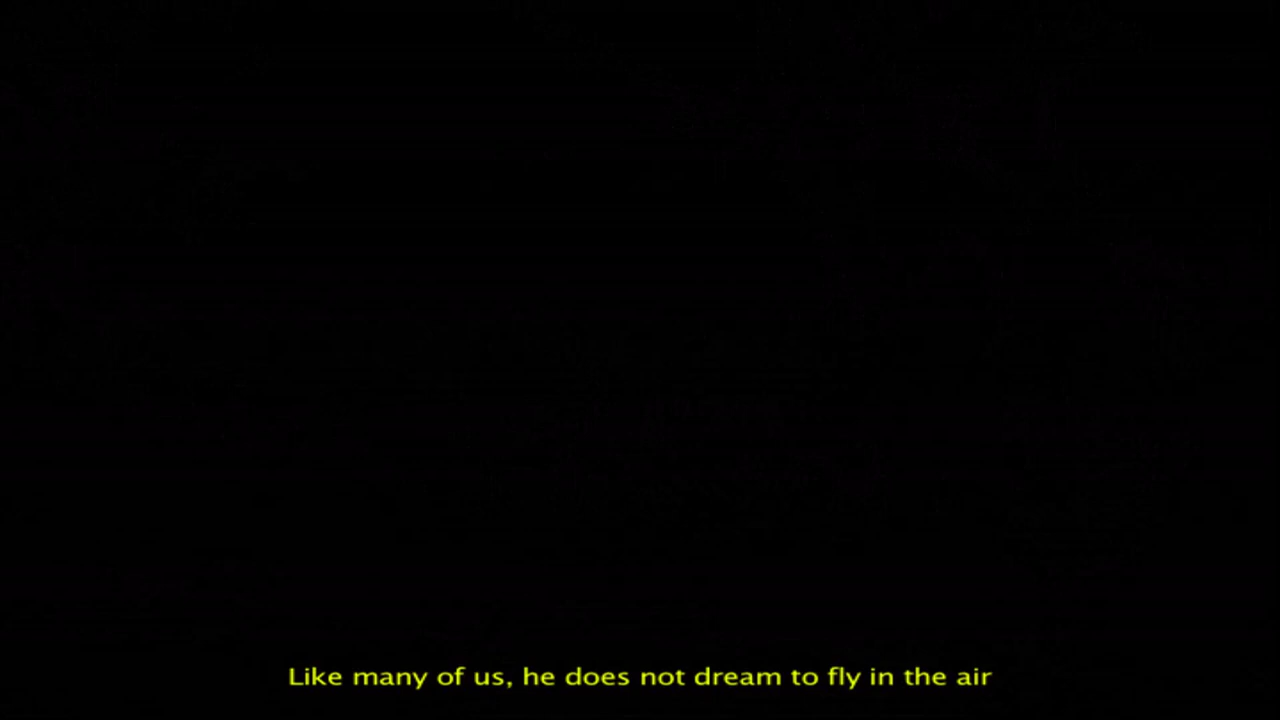 Like many of us, he does not dream to fly in the air